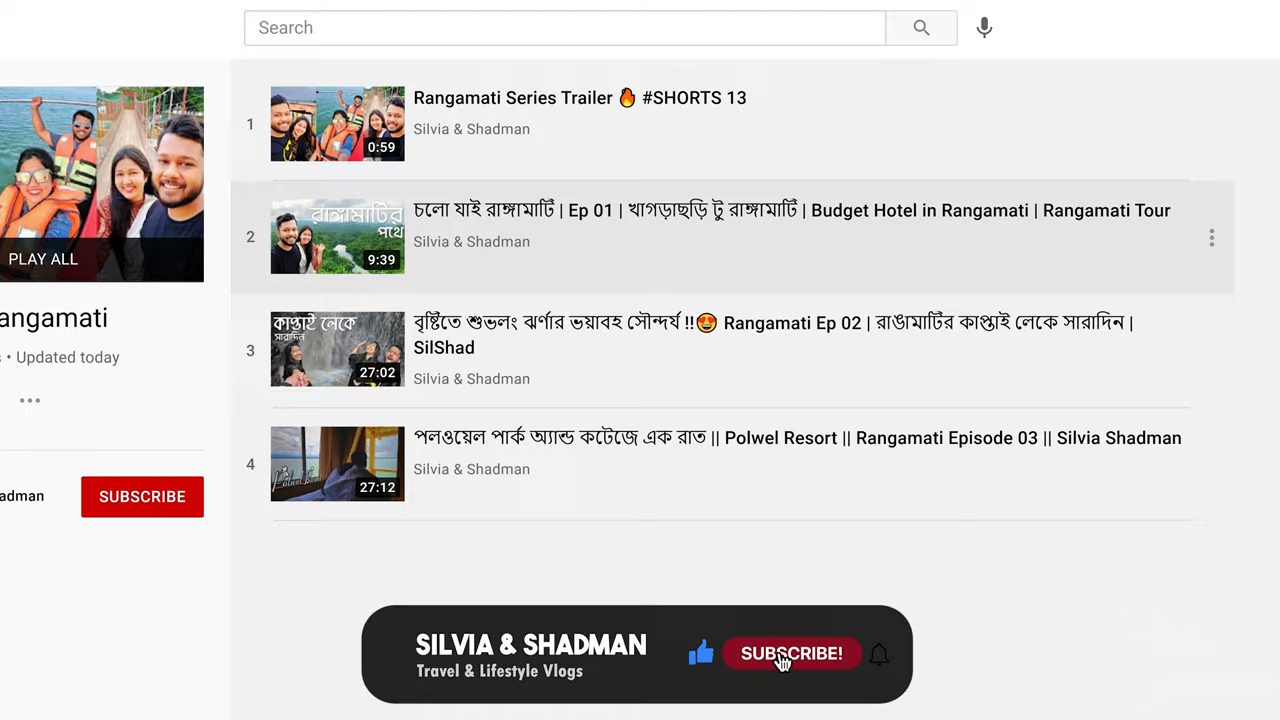 Search
PLAY ALL
angamati
• Updated today
adman
SUBSCRIBE
1
0:59
Rangamati Series Trailer 🔥 #SHORTS 13
Silvia & Shadman
2
রাঙ্গামাটির
পথে
9:39
চলো যাই রাঙ্গামাটি | Ep 01 | খাগড়াছড়ি টু রাঙ্গামাটি | Budget Hotel in Rangamati | Rangamati Tour
Silvia & Shadman
3
কাপ্তাই লেকে
সারাদিন
27:02
বৃষ্টিতে শুভলং ঝর্ণার ভয়াবহ সৌন্দর্য !!😍 Rangamati Ep 02 | রাঙামাটির কাপ্তাই লেকে সারাদিন |
SilShad
Silvia & Shadman
4
Polwel
27:12
পলওয়েল পার্ক অ্যান্ড কটেজে এক রাত || Polwel Resort || Rangamati Episode 03 || Silvia Shadman
Silvia & Shadman
SILVIA & SHADMAN
Travel & Lifestyle Vlogs
SUBSCRIBE!